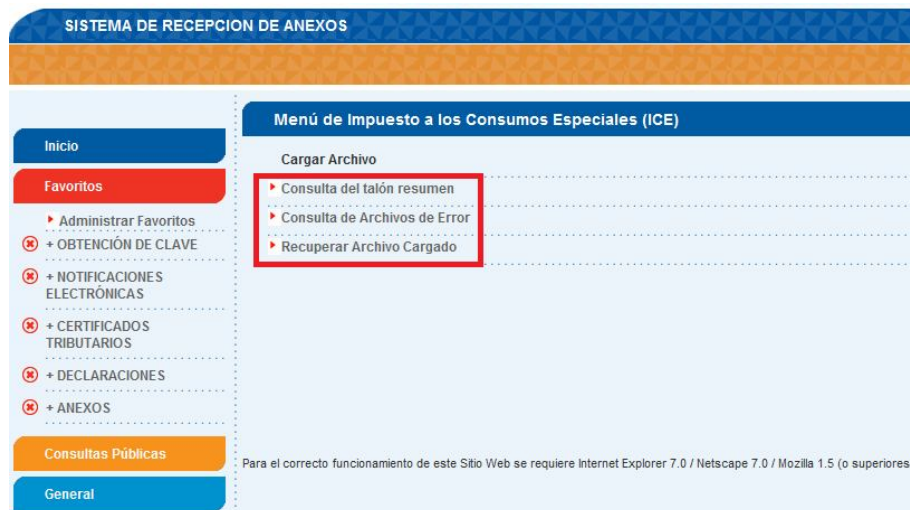 SISTEMA DE RECEPCION DE ANEXOS
Inicio
Favoritos
Administrar Favoritos
+ OBTENCIÓN DE CLAVE
+ NOTIFICACIONES
ELECTRÓNICAS
+ CERTIFICADOS
TRIBUTARIOS
+ DECLARACIONES
+ ANEXOS
Consultas Públicas
General
Menú de Impuesto a los Consumos Especiales (ICE)
Cargar Archivo
Consulta del talón resumen
Consulta de Archivos de Error
Recuperar Archivo Cargado
Para el correcto funcionamiento de este Sitio Web se requiere Internet Explorer 7.0 / Netscape 7.0 / Mozilla 1.5 (o superiores